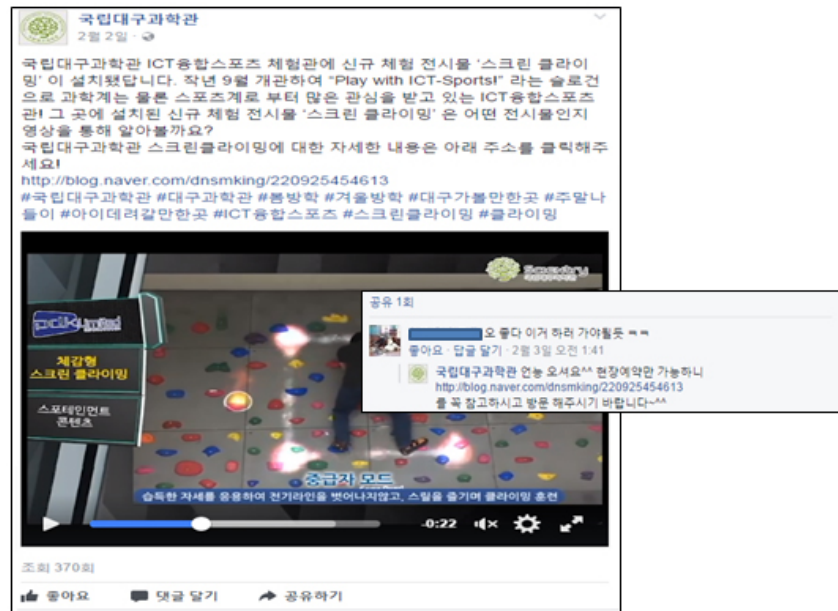 국립대구과학관
2월 2일 ·
국립대구과학관 ICT융합스포츠 체험관에 신규 체험 전시물 '스크린 클라이
밍' 이 설치됐답니다. 작년 9월 개관하여 “Play with ICT-Sports!” 라는 슬로건
으로 과학계는 물론 스포츠계로 부터 많은 관심을 받고 있는 ICT융합스포츠
관! 그 곳에 설치된 신규 체험 전시물 '스크린 클라이밍' 은 어떤 전시물인지
영상을 통해 알아볼까요?
국립대구과학관 스크린클라이밍에 대한 자세한 내용은 아래 주소를 클릭해주
세요!
http://blog.naver.com/dnsmking/220925454613
#국립대구과학관 #대구과학관 #봄방학 #겨울방학 #대구가볼만한곳 #주말나
들이 #아이데려갈만한곳 #ICT융합스포츠 #스크린클라이밍 #클라이밍
체감형
스크린 클라이밍
스포테인먼트
콘텐츠
중급자 모드
습득한 자세를 응용하여 전기라인을 벗어나지않고, 스릴을 즐기며 클라이밍 훈련
-0:22
공유 1회
오 좋다 이거 하러 가야될듯 ㅋㅋ
좋아요 · 답글 달기 · 2월 3일 오전 1:41
국립대구과학관 언능 오셔요^^ 현장예약만 가능하니
http://blog.naver.com/dnsmking/220925454613
를 꼭 참고하시고 방문 해주시기 바랍니다~^^
조회 370회
좋아요 댓글 달기 공유하기